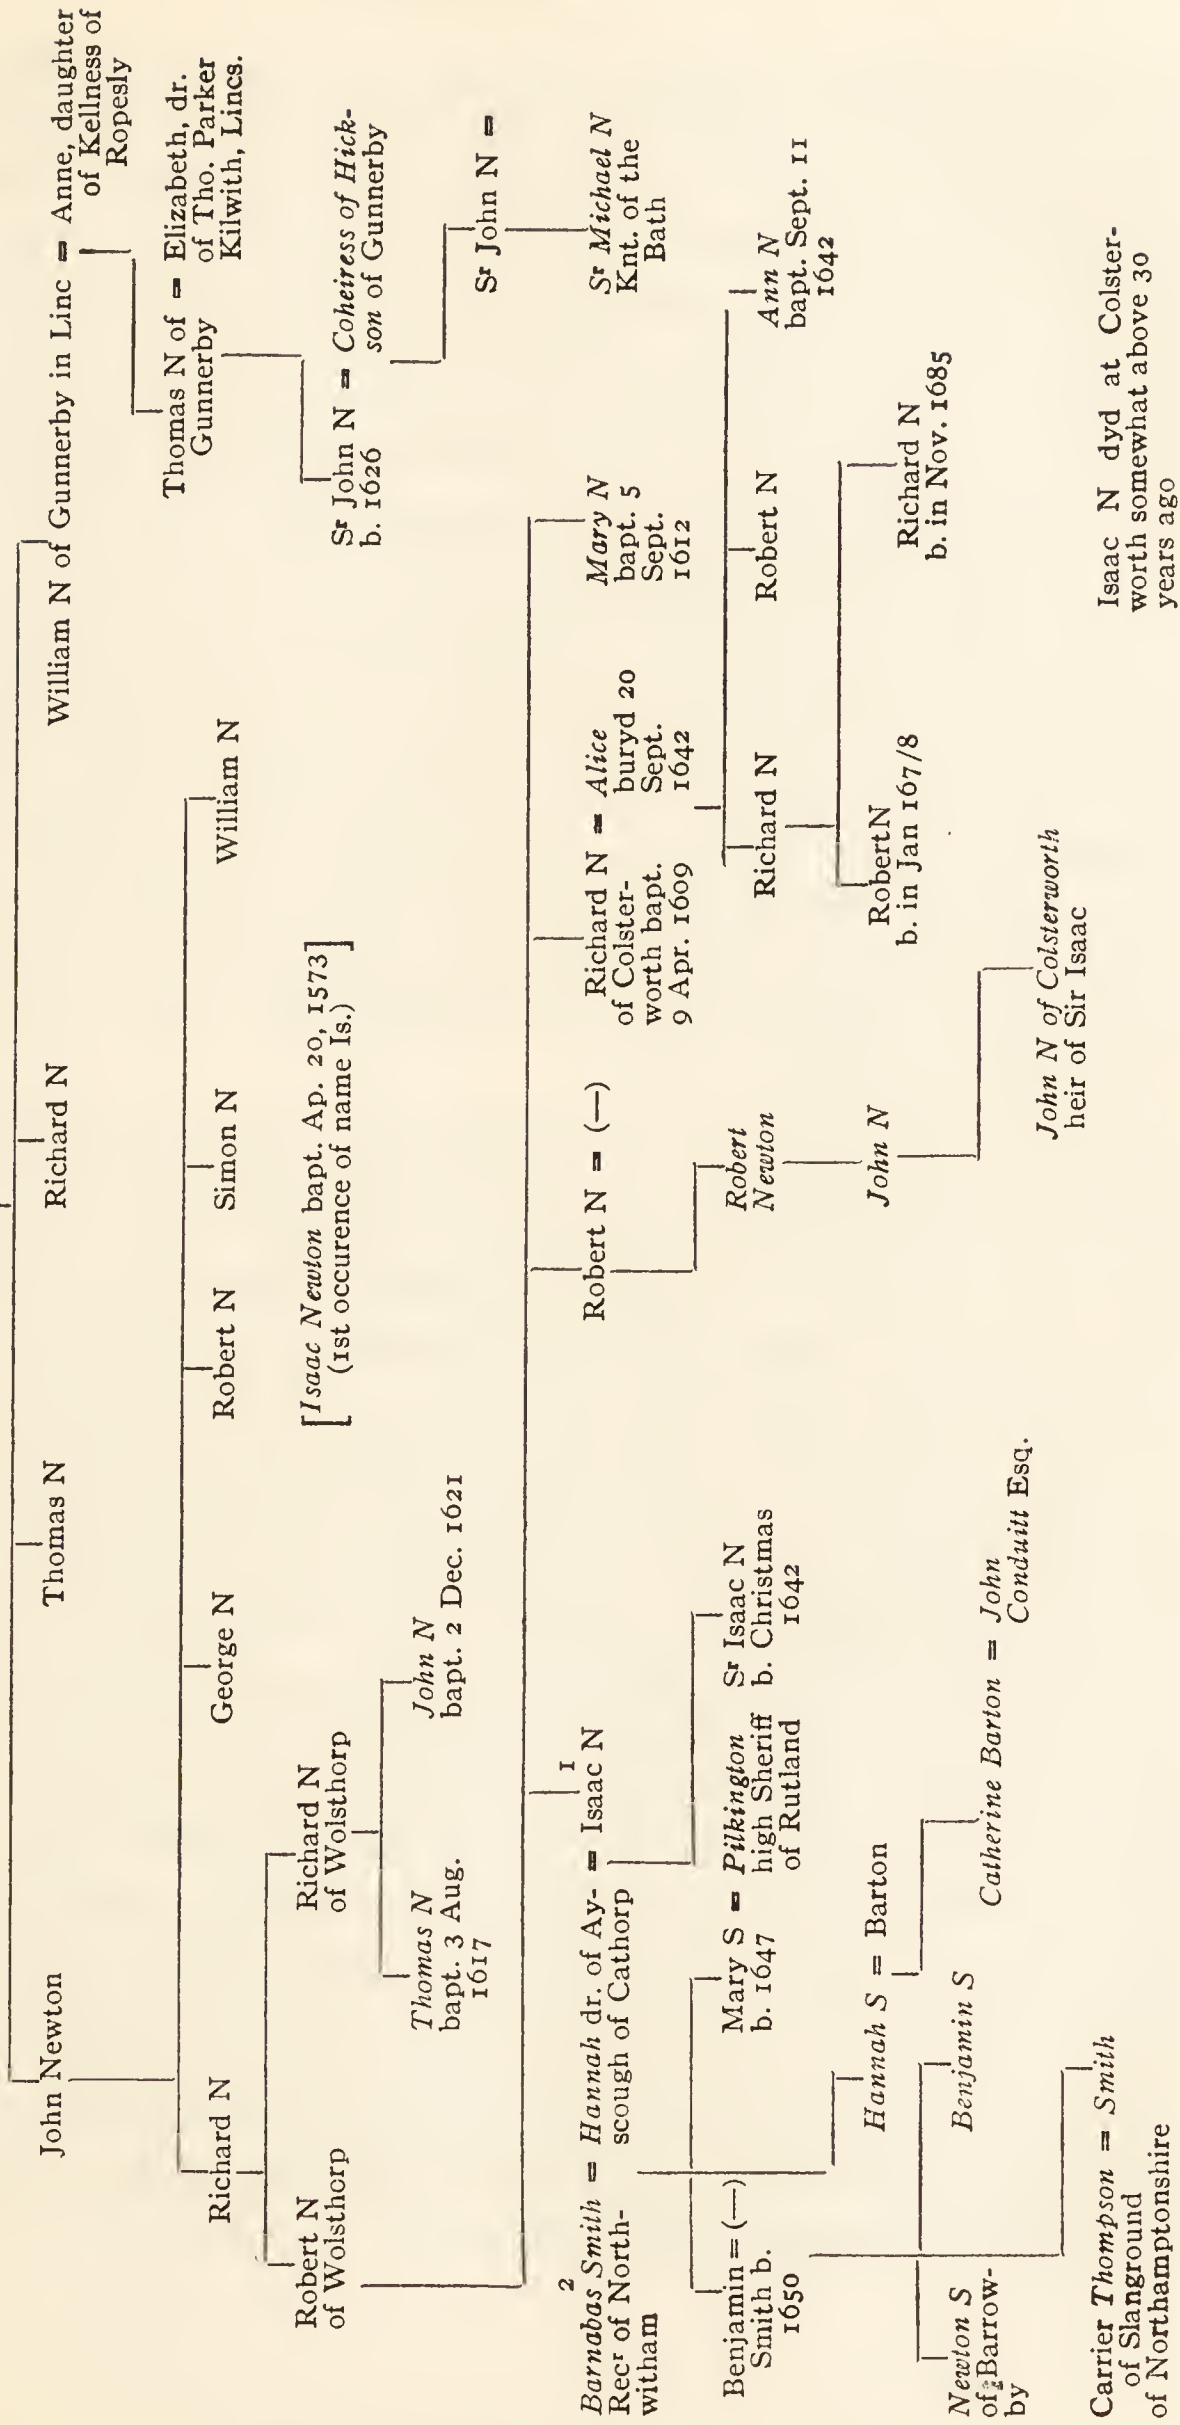 John Newton
Thomas N
Richard N
William N of Gunnerby in Linc = Anne, daughter
of Kellness of
Ropesly
Richard N
George N
Robert N
Simon N
William N
Thomas N of = Elizabeth, dr.
Gunnerby of Tho. Parker
Kilwith, Lincs.
Robert N
of Wolsthorp
Richard N
of Wolsthorp
[Isaac Newton bapt. Ap. 20, 1573]
(1st occurence of name Is.)
Sr John N = Coheiress of Hick-
b. 1626 son of Gunnerby
Thomas N
bapt. 3 Aug.
1617
John N
bapt. 2 Dec. 1621
Sr John N =
2 1
Barnabas Smith = Hannah dr. of Ay- = Isaac N
Recr of North- scough of Cathorp
witham
Robert N = (—)
Richard N = Alice
of Colster- buryd 20
worth bapt. Sept.
9 Apr. 1609 1642
Mary N
bapt. 5
Sept.
1612
Sr Michael N
Knt. of the
Bath
Benjamin = (—)
Smith b.
1650
Mary S = Pilkington
b. 1647 high Sheriff
of Rutland
Sr Isaac N
b. Christmas
1642
Robert
Newton
Richard N
Robert N
Ann N
bapt. Sept. 11
1642
Hannah S = Barton
John N
Robert N
b. in Jan 167/8
Richard N
b. in Nov. 1685
Newton S
of Barrow-
by
Benjamin S
Catherine Barton = John
Conduitt Esq.
John N of Colsterworth
heir of Sir Isaac
Carrier Thompson = Smith
of Slanground
of Northamptonshire
Isaac N dyd at Colster-
worth somewhat above 30
years ago